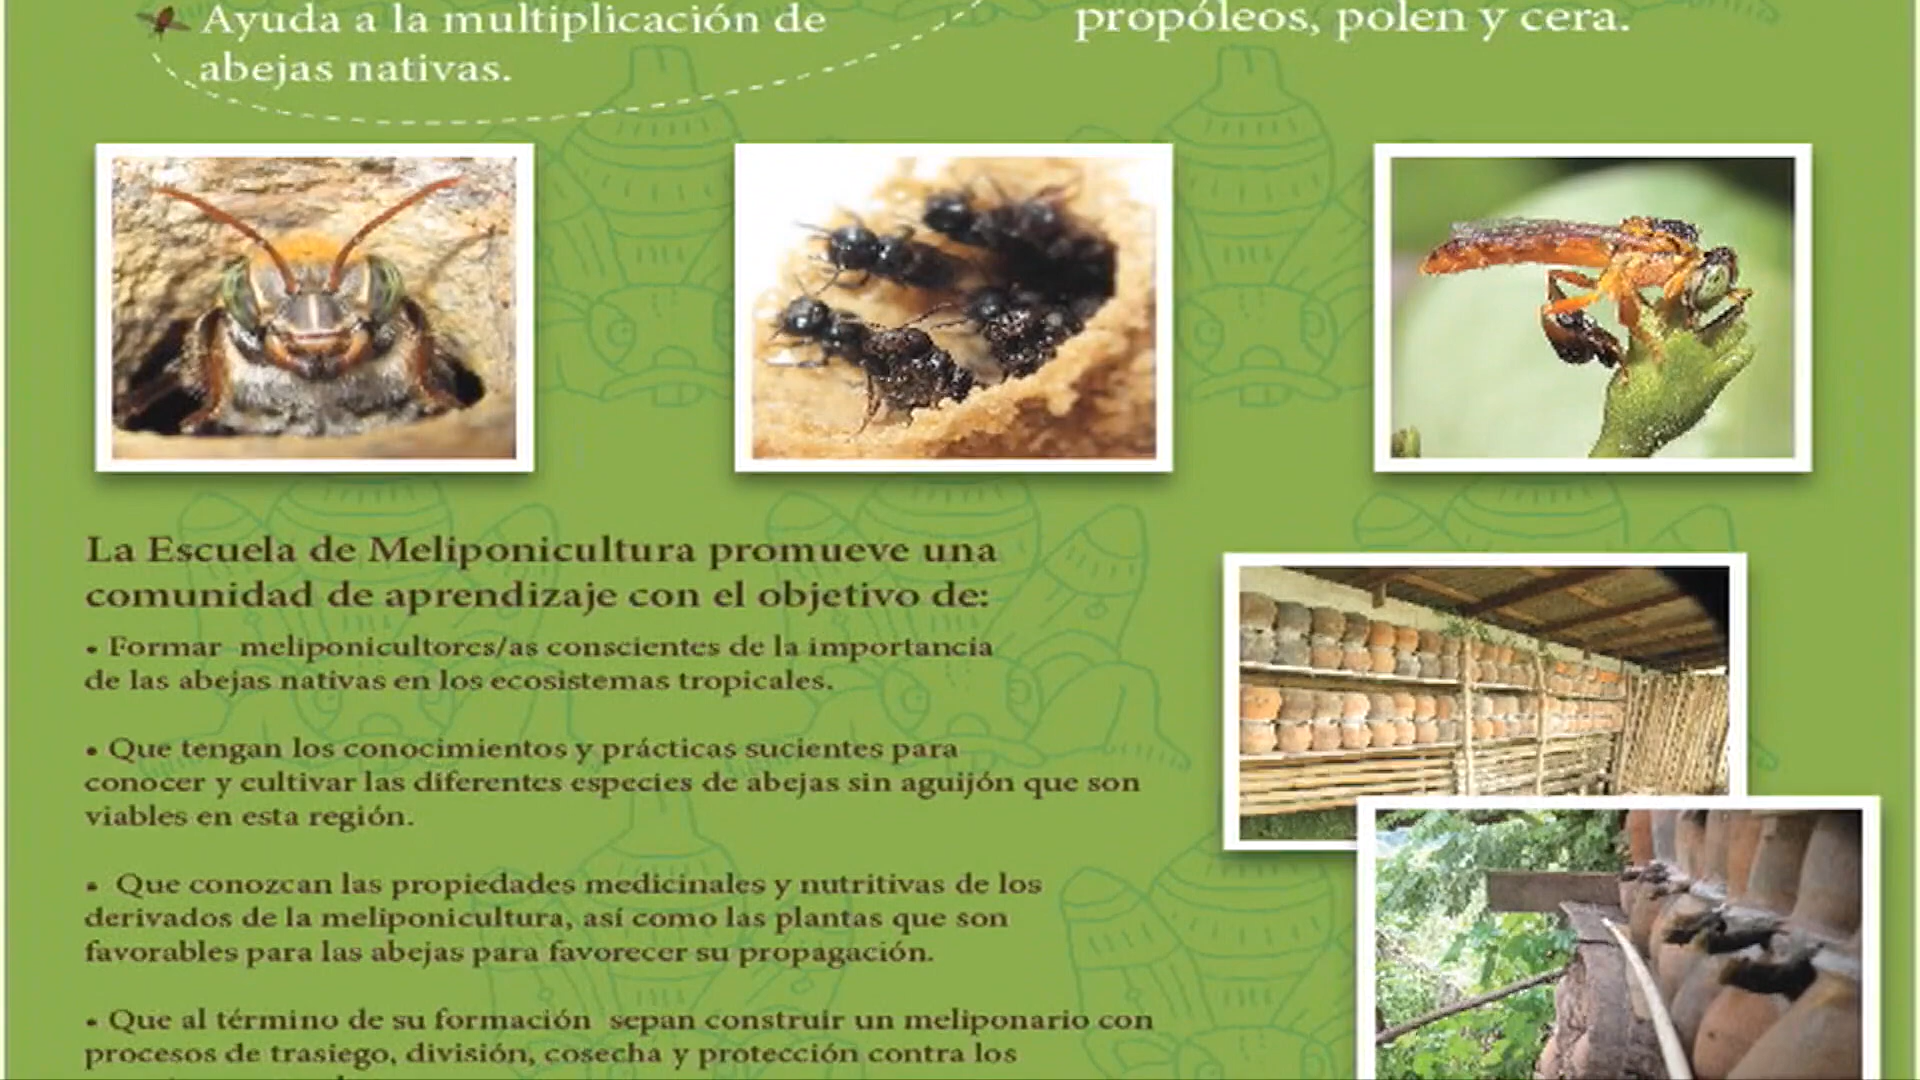 Ayuda a la multiplicación de
abejas nativas.
propóleos, polen y cera.
La Escuela de Meliponicultura promueve una
comunidad de aprendizaje con el objetivo de:
• Formar meliponicultores/as conscientes de la importancia
de las abejas nativas en los ecosistemas tropicales.
• Que tengan los conocimientos y prácticas sucientes para
conocer y cultivar las diferentes especies de abejas sin aguijón que son
viables en esta región.
• Que conozcan las propiedades medicinales y nutritivas de los
derivados de la meliponicultura, así como las plantas que son
favorables para las abejas para favorecer su propagación.
• Que al término de su formación sepan construir un meliponario con
procesos de trasiego, división, cosecha y protección contra los